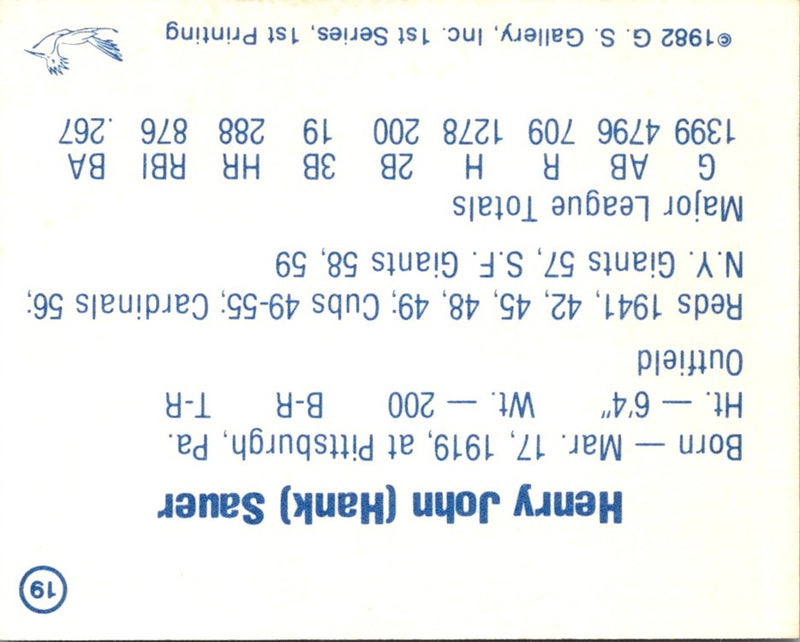 19
Henry John (Hank) Sauer
Born — Mar. 17, 1919, at Pittsburgh, Pa.
Ht. — 6'4" Wt. — 200 B-R T-R
Outfield
Reds 1941, 42, 45, 48, 49; Cubs 49-55; Cardinals 56;
N.Y. Giants 57, S.F. Giants 58, 59
Major League Totals
G AB R H 2B 3B HR RBI BA
1399 4796 709 1278 200 19 288 876 .267
©1982 G. S. Gallery, Inc. 1st Series, 1st Printing